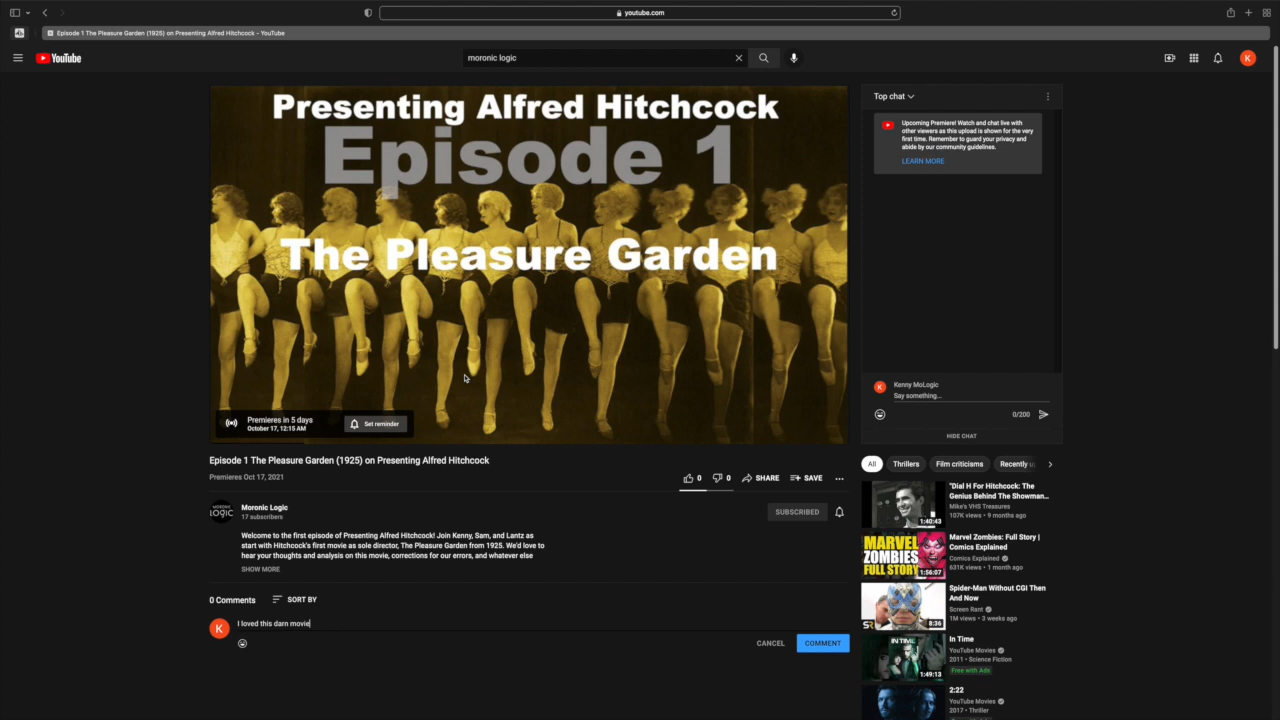 youtube.com
Episode 1 The Pleasure Garden (1925) on Presenting Alfred Hitchcock - YouTube
YouTube
moronic logic
K
Presenting Alfred Hitchcock
Episode 1
The Pleasure Garden
Premieres in 5 days
October 17, 12:15 AM
Set reminder
Episode 1 The Pleasure Garden (1925) on Presenting Alfred Hitchcock
Premieres Oct 17, 2021
0
0
SHARE
SAVE
MORONIC
LOGIC
Moronic Logic
17 subscribers
SUBSCRIBED
Welcome to the first episode of Presenting Alfred Hitchcock! Join Kenny, Sam, and Lantz as
start with Hitchcock's first movie as sole director, The Pleasure Garden from 1925. We'd love to
hear your thoughts and analysis on this movie, corrections for our errors, and whatever else
SHOW MORE
0 Comments
SORT BY
K
I loved this darn movie
CANCEL
COMMENT
Top chat
Upcoming Premiere! Watch and chat live with
other viewers as this upload is shown for the very
first time. Remember to guard your privacy and
abide by our community guidelines.
LEARN MORE
K
Kenny MoLogic
Say something...
0/200
HIDE CHAT
All
Thrillers
Film criticisms
Recently u
1:40:43
"Dial H For Hitchcock: The
Genius Behind The Showman...
Mike's VHS Treasures
107K views • 9 months ago
MARVEL
ZOMBIES
FULL STORY
1:56:07
Marvel Zombies: Full Story |
Comics Explained
Comics Explained
631K views • 1 month ago
SR
8:36
Spider-Man Without CGI Then
And Now
Screen Rant
1M views • 3 weeks ago
IN TIME
1:49:13
In Time
YouTube Movies
2011 • Science Fiction
Free with Ads
2:22
YouTube Movies
2017 • Thriller